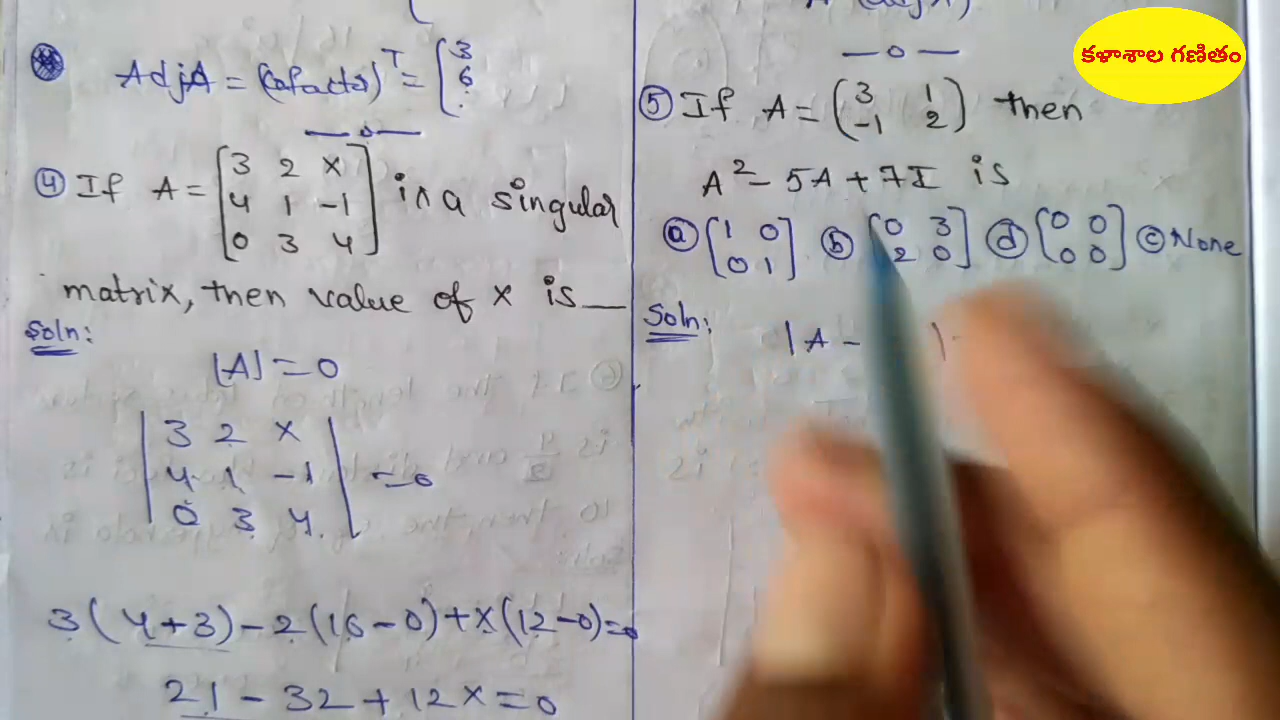 AdjA = (cofactor)ᵀ = [3
6
④ If A = [3 2 x
4 1 -1
0 3 4] is a singular
matrix, then value of x is __
Soln:
|A| = 0
|3 2 x
4 1 -1
0 3 4| = 0
3(4+3) - 2(16-0) + x(12-0) = 0
21 - 32 + 12x = 0
కళాశాల గణితం
⑤ If A = (3 1
-1 2) then
A² - 5A + 7I is
ⓐ [1 0
0 1] ⓑ [0 3
2 0] ⓓ [0 0
0 0] ⓒ None
Soln:
|A -